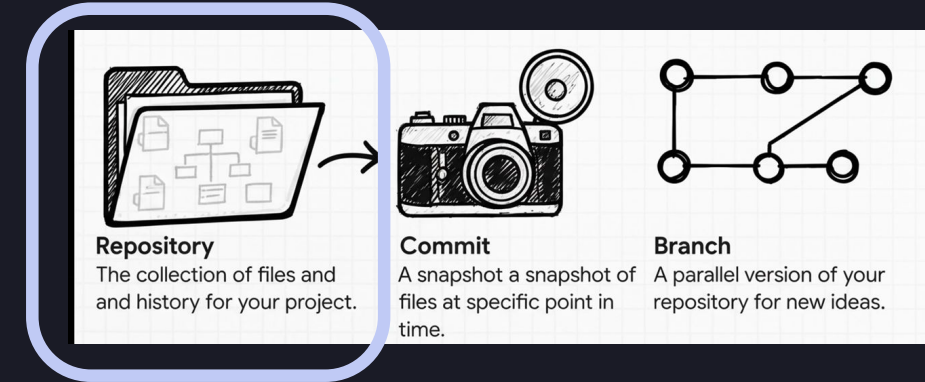 Repository
The collection of files and
and history for your project.
Commit
A snapshot a snapshot of
files at specific point in
time.
Branch
A parallel version of your
repository for new ideas.